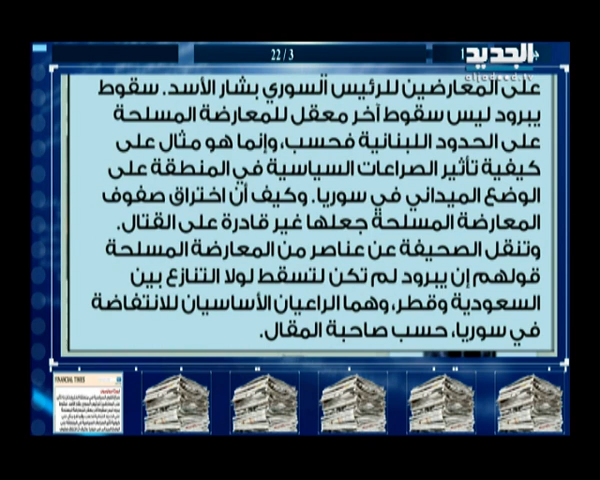 الجديد
22/3
aljadeed.tv
على المعارضين للرئيس السوري بشار الأسد. سقوط
يبرود ليس سقوط آخر معقل للمعارضة المسلحة
على الحدود اللبنانية فحسب، وإنما هو مثال على
كيفية تأثير الصراعات السياسية في المنطقة على
الوضع الميداني في سوريا. وكيف أن اختراق صفوف
المعارضة المسلحة جعلها غير قادرة على القتال.
وتنقل الصحيفة عن عناصر من المعارضة المسلحة
قولهم إن يبرود لم تكن لتسقط لولا التنازع بين
السعودية وقطر، وهما الراعيان الأساسيان للانتفاضة
في سوريا، حسب صاحبة المقال.
FINANCIAL TIMES